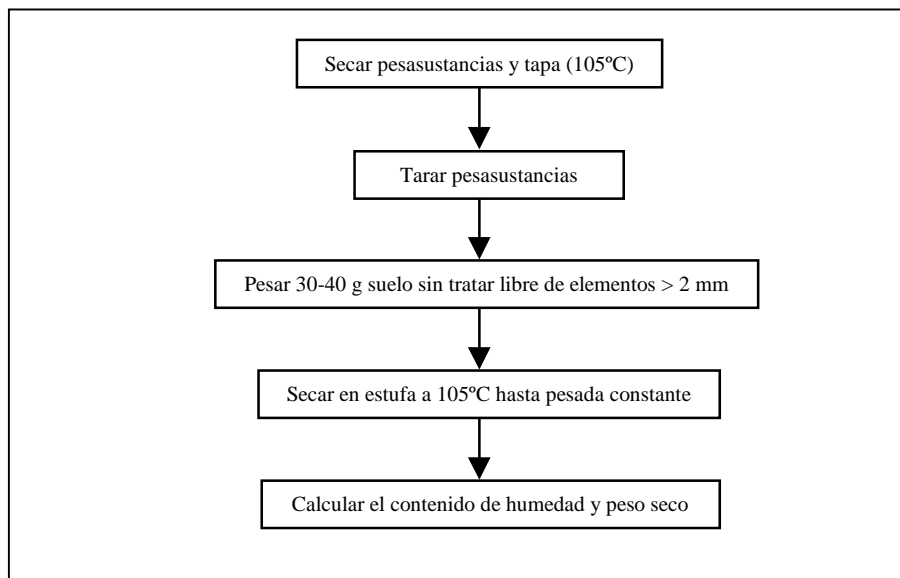 Secar pesasustancias y tapa (105ºC)
Tarar pesasustancias
Pesar 30-40 g suelo sin tratar libre de elementos > 2 mm
Secar en estufa a 105ºC hasta pesada constante
Calcular el contenido de humedad y peso seco